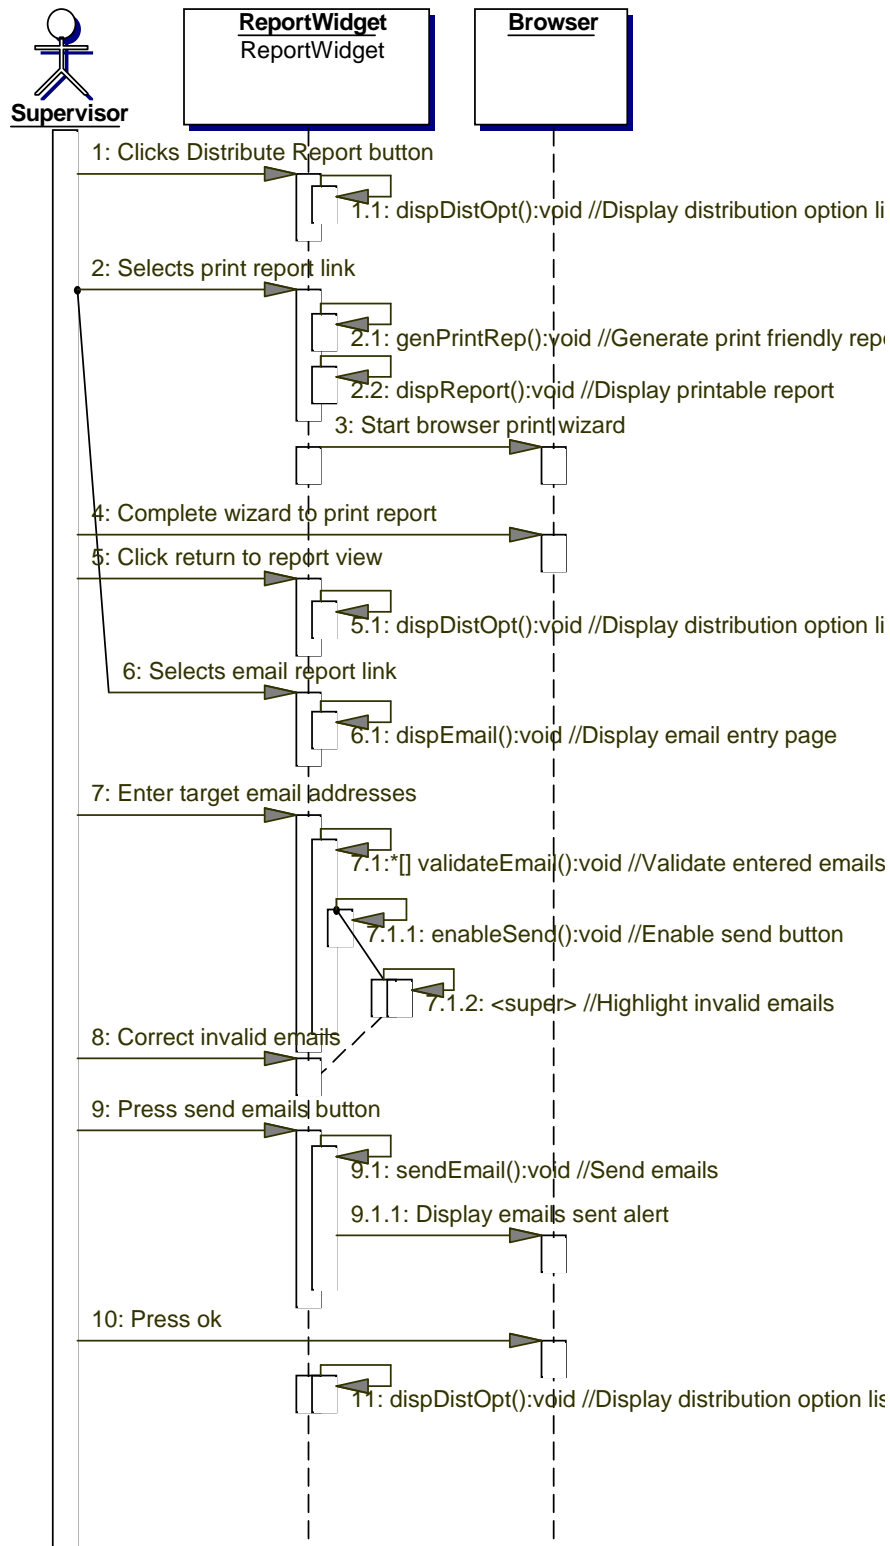 ReportWidget
ReportWidget
Browser
Supervisor
1: Clicks Distribute Report button
1.1: dispDistOpt():void //Display distribution option li
2: Selects print report link
2.1: genPrintRep():void //Generate print friendly rep
2.2: dispReport():void //Display printable report
3: Start browser print wizard
4: Complete wizard to print report
5: Click return to report view
5.1: dispDistOpt():void //Display distribution option li
6: Selects email report link
6.1: dispEmail():void //Display email entry page
7: Enter target email addresses
7.1:*[] validateEmail():void //Validate entered emails
7.1.1: enableSend():void //Enable send button
7.1.2: <super> //Highlight invalid emails
8: Correct invalid emails
9: Press send emails button
9.1: sendEmail():void //Send emails
9.1.1: Display emails sent alert
10: Press ok
11: dispDistOpt():void //Display distribution option lis